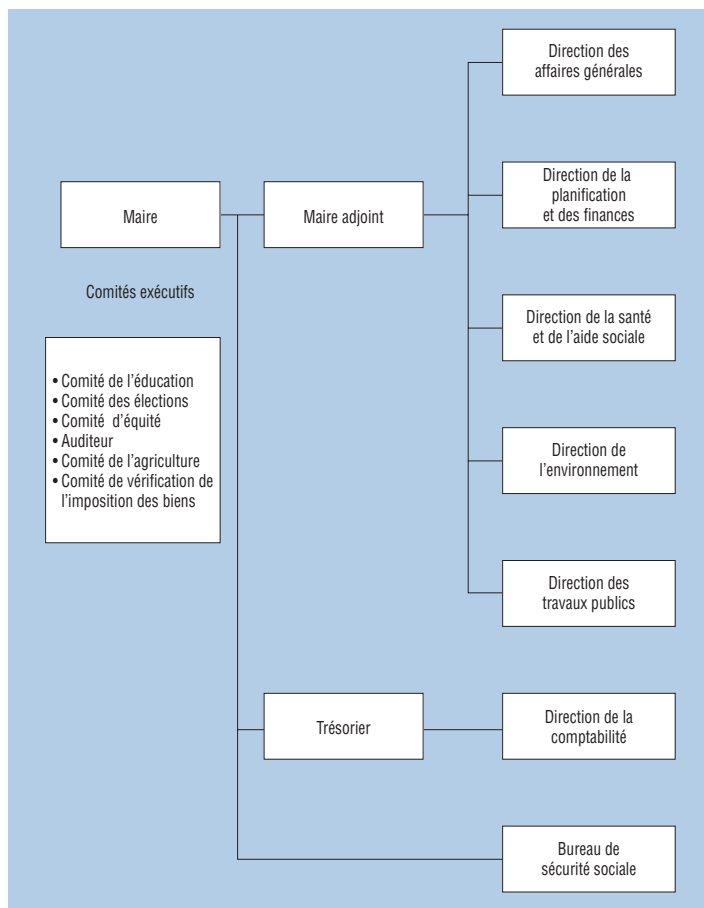 Direction des
affaires générales
Direction de la
planification
et des finances
Maire
Maire adjoint
Comités exécutifs
Direction de la santé
et de l'aide sociale
• Comité de l'éducation
• Comité des élections
• Comité d'équité
• Auditeur
• Comité de l'agriculture
• Comité de vérification de
l'imposition des biens
Direction de
l'environnement
Direction des
travaux publics
Trésorier
Direction de la
comptabilité
Bureau de
sécurité sociale